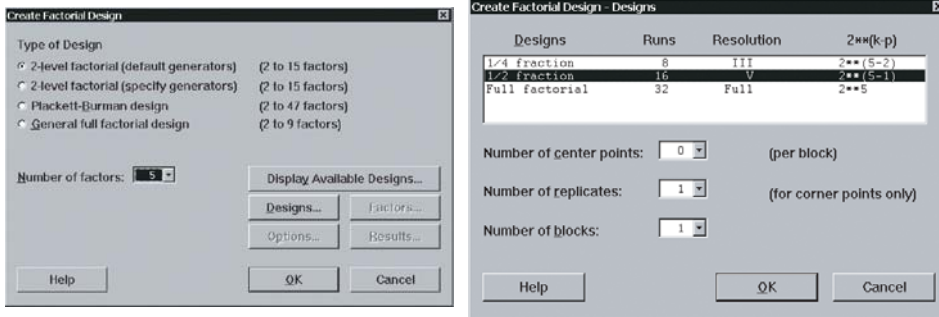 Create Factorial Design
Type of Design
2-level factorial (default generators) (2 to 15 factors)
2-level factorial (specify generators) (2 to 15 factors)
Plackett-Burman design (2 to 47 factors)
General full factorial design (2 to 9 factors)
Number of factors: 5
Display Available Designs...
Designs... Factors...
Options... Results...
Help OK Cancel
Create Factorial Design - Designs
Designs Runs Resolution 2**(k-p)
1/4 fraction 8 III 2**(5-2)
1/2 fraction 16 V 2**(5-1)
Full factorial 32 Full 2**5
Number of center points: 0 (per block)
Number of replicates: 1 (for corner points only)
Number of blocks: 1
Help OK Cancel